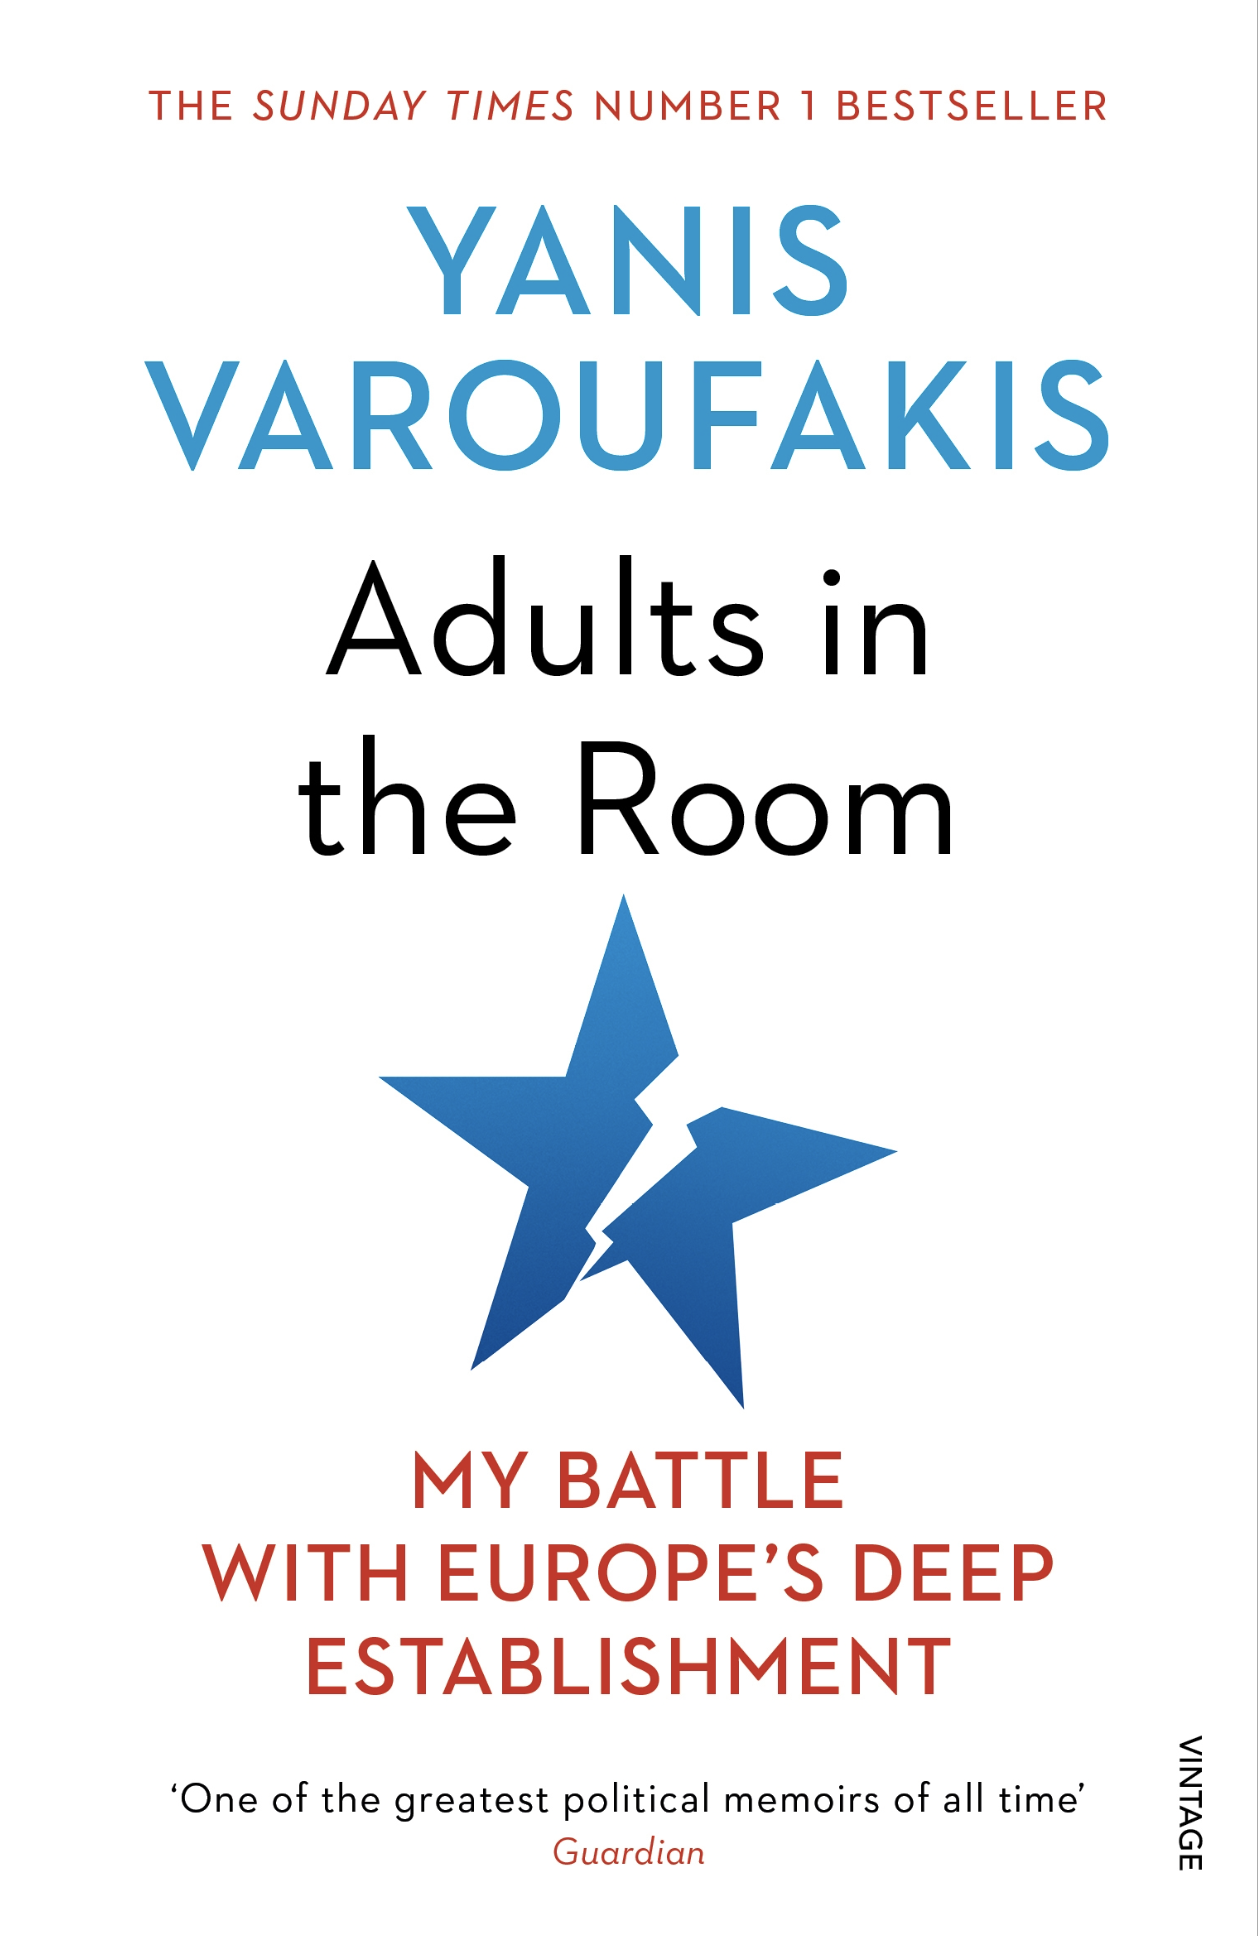 THE SUNDAY TIMES NUMBER 1 BESTSELLER
YANIS
VAROUFAKIS
Adults in
the Room
MY BATTLE
WITH EUROPE’S DEEP
ESTABLISHMENT
‘One of the greatest political memoirs of all time’
Guardian
VINTAGE